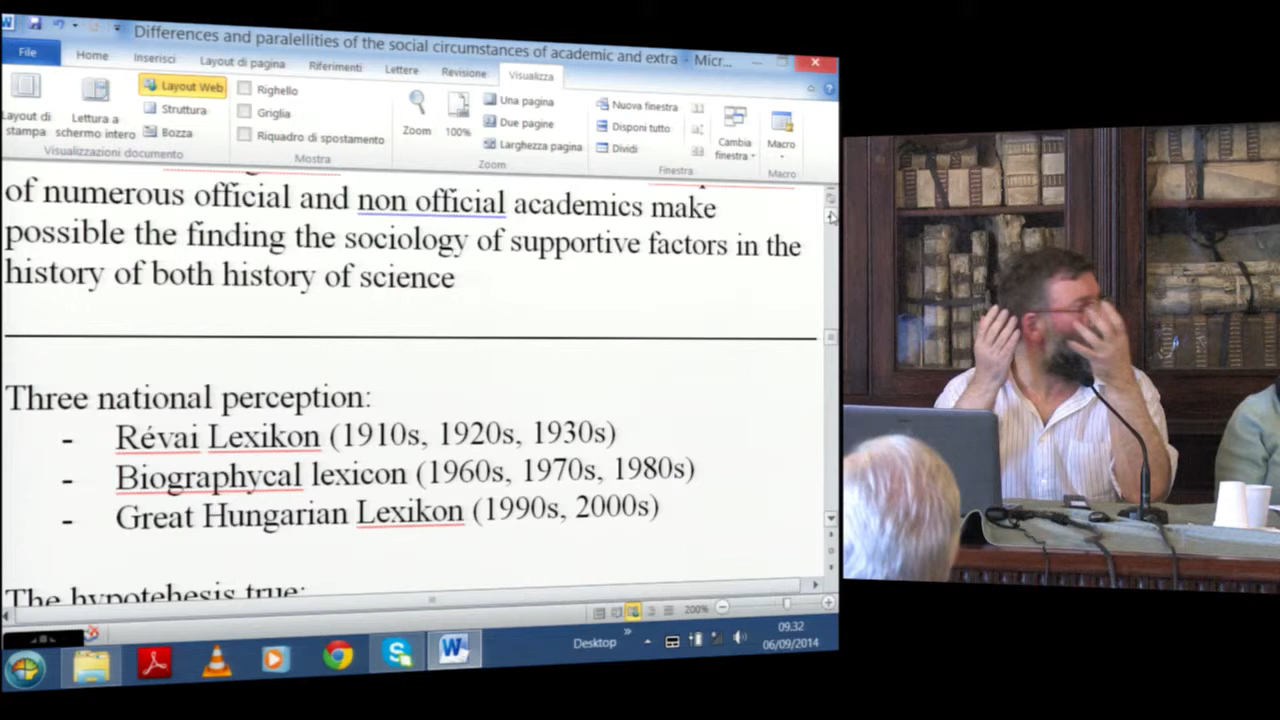 Differences and paralellities of the social circumstances of academic and extra - Micr...
File Home Inserisci Layout di pagina Riferimenti Lettere Revisione Visualizza
Layout di stampa
Lettura a schermo intero
Layout Web
Struttura
Bozza
Visualizzazioni documento
Righello
Griglia
Riquadro di spostamento
Mostra
Zoom
100%
Una pagina
Due pagine
Larghezza pagina
Zoom
Nuova finestra
Disponi tutto
Dividi
Cambia finestra
Finestra
Macro
Macro
of numerous official and non official academics make
possible the finding the sociology of supportive factors in the
history of both history of science
Three national perception:
- Révai Lexikon (1910s, 1920s, 1930s)
- Biographycal lexicon (1960s, 1970s, 1980s)
- Great Hungarian Lexikon (1990s, 2000s)
The hypotehesis true:
200%
Desktop
09.32
06/09/2014